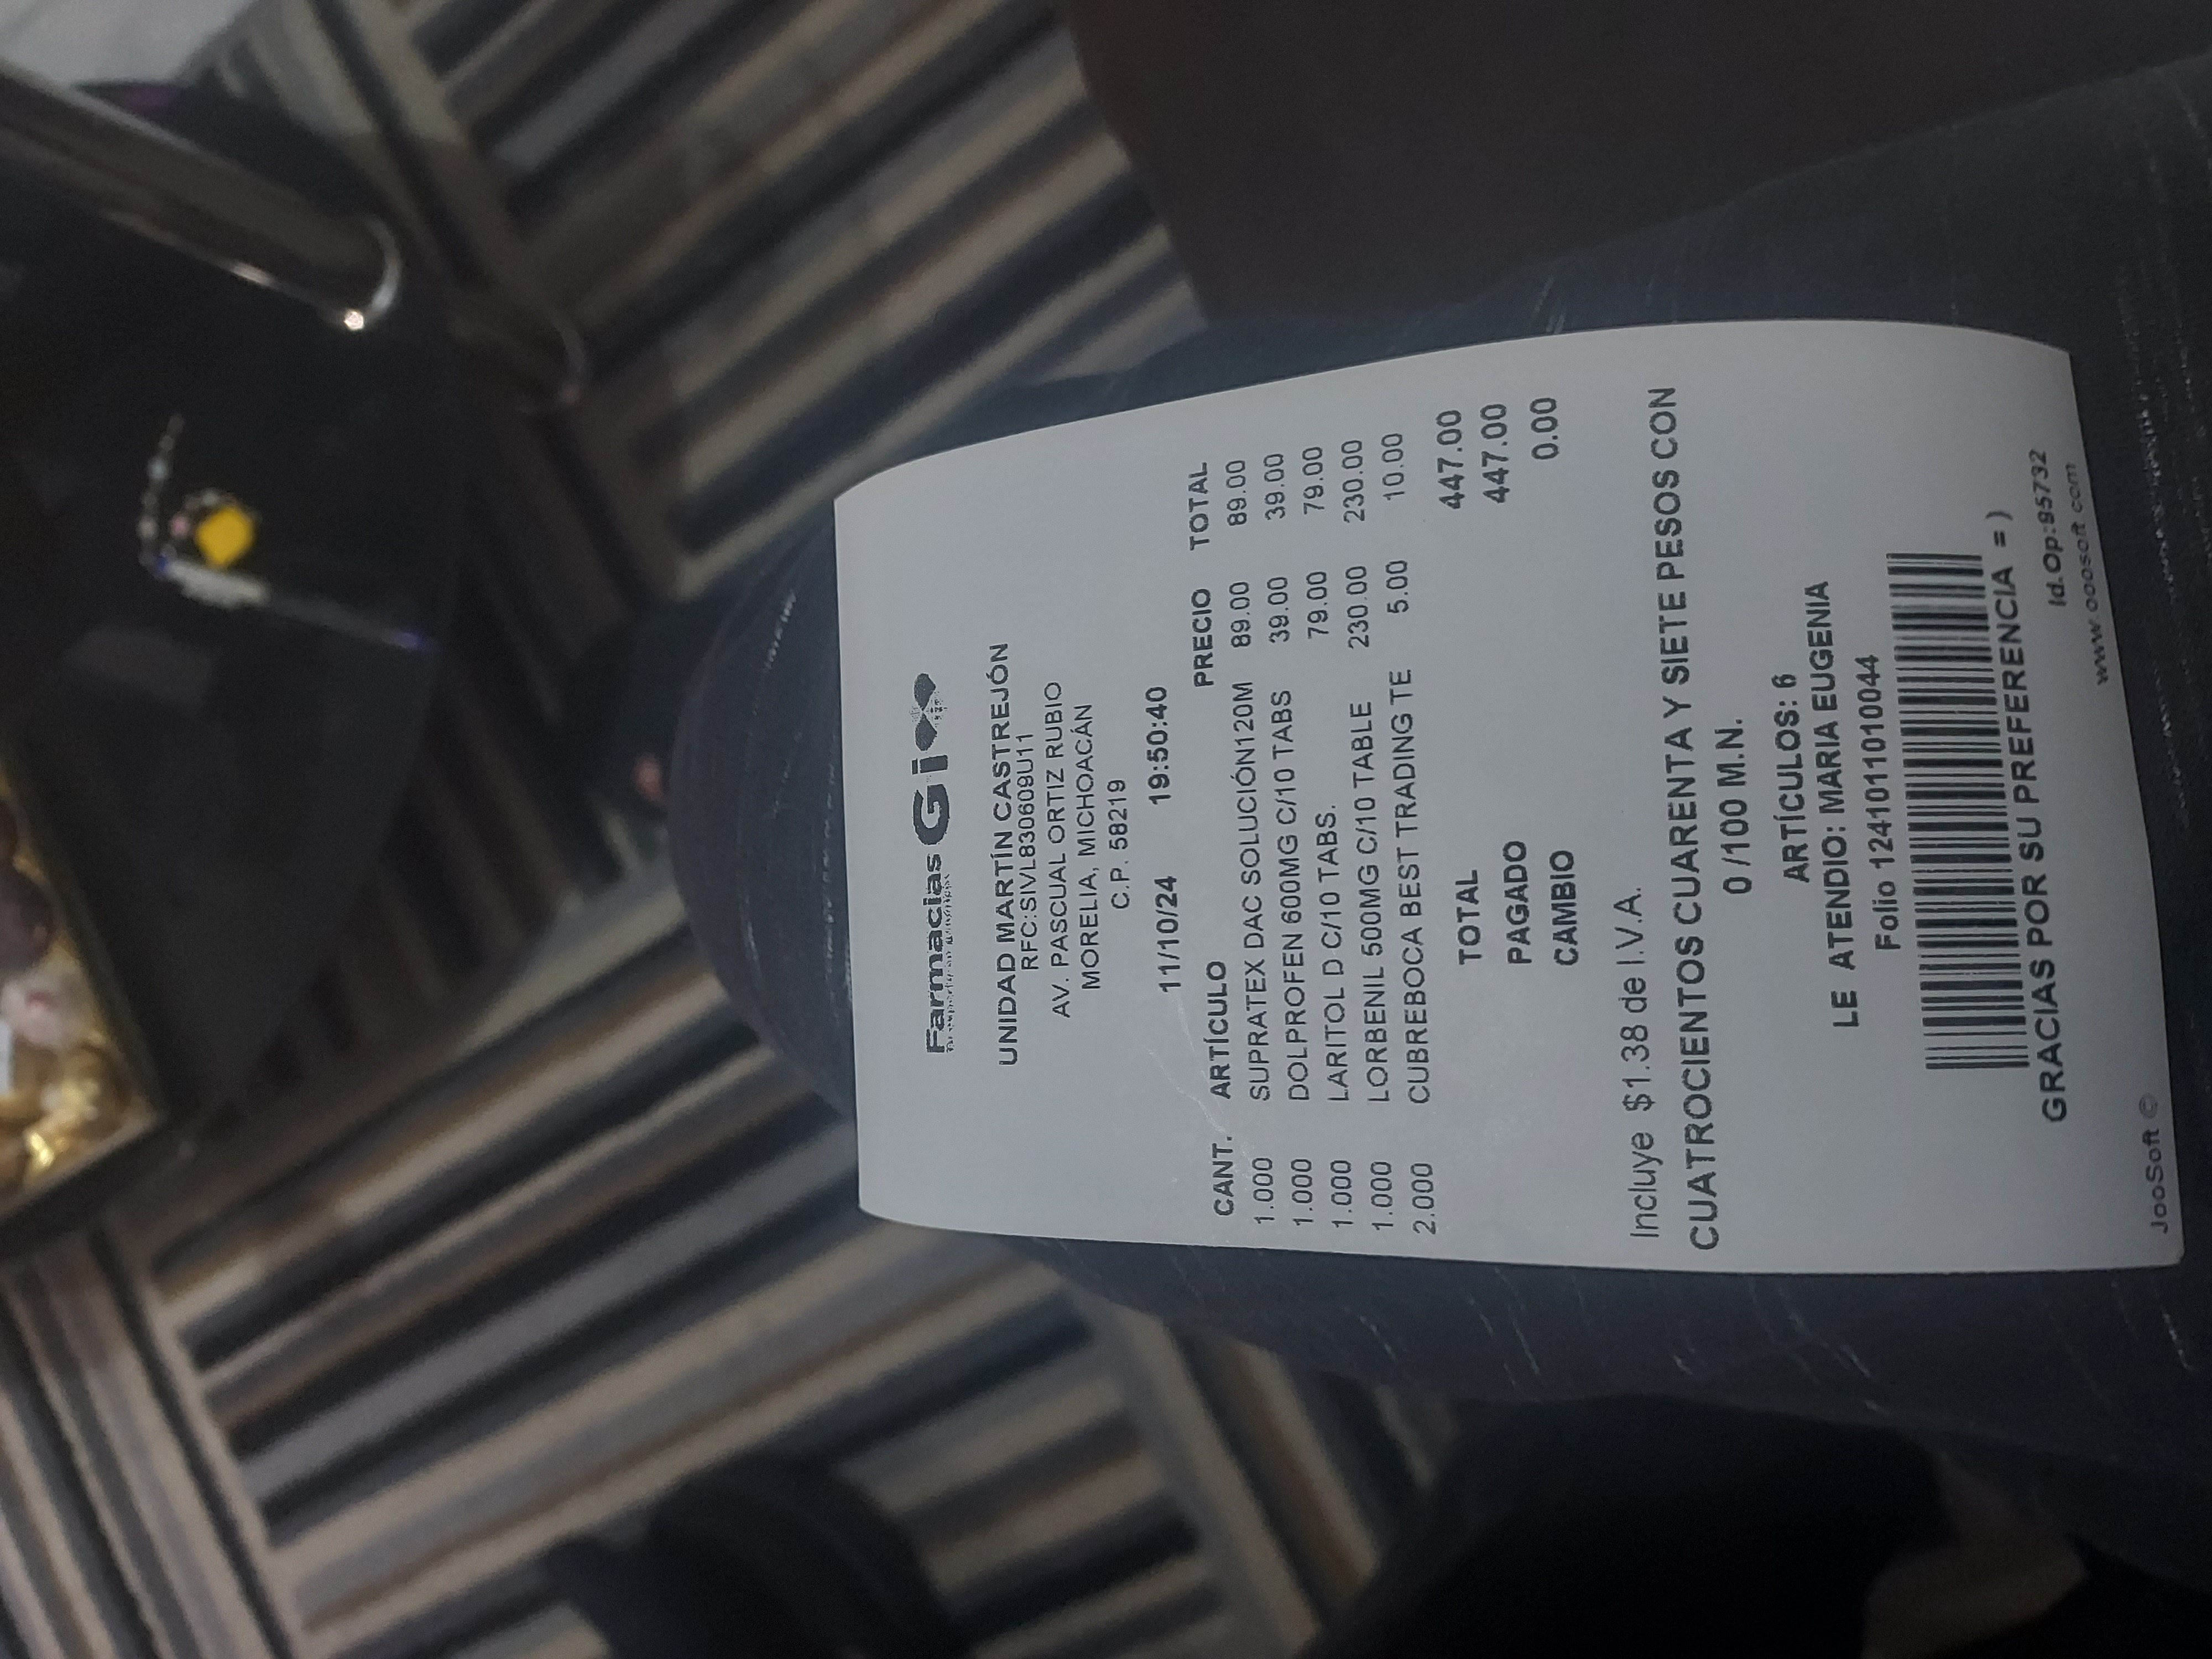 Farmacias Gi
UNIDAD MARTÍN CASTREJÓN
RFC:SIVL830609U11
AV. PASCUAL ORTIZ RUBIO
MORELIA, MICHOACÁN
C.P. 58219
11/10/24 19:50:40
CANT. ARTÍCULO PRECIO TOTAL
1.000 SUPRATEX DAC SOLUCIÓN120M 89.00 89.00
1.000 DOLPROFEN 600MG C/10 TABS 39.00 39.00
1.000 LARITOL D C/10 TABS. 79.00 79.00
1.000 LORBENIL 500MG C/10 TABLE 230.00 230.00
2.000 CUBREBOCA BEST TRADING TE 5.00 10.00
TOTAL 447.00
PAGADO 447.00
CAMBIO 0.00
Incluye $1.38 de I.V.A.
CUATROCIENTOS CUARENTA Y SIETE PESOS CON
0 /100 M.N.
ARTÍCULOS: 6
LE ATENDIO: MARIA EUGENIA
Folio 124101101010044
GRACIAS POR SU PREFERENCIA =)
Id.Op:95732
JooSoft © www.ooosoft.com